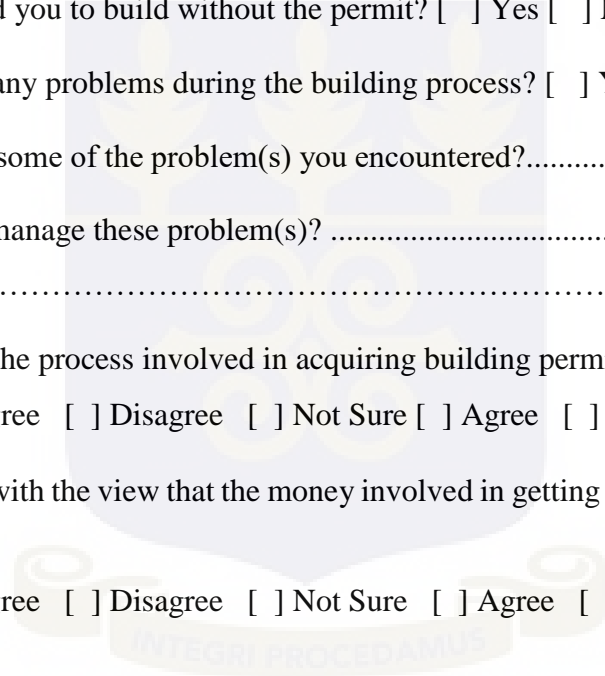 d you to build without the permit? [ ] Yes [ ]
any problems during the building process? [ ]
some of the problem(s) you encountered?..........
manage these problem(s)? ...................................
………………………………………………………
he process involved in acquiring building perm
ree [ ] Disagree [ ] Not Sure [ ] Agree [ ]
with the view that the money involved in getting
ree [ ] Disagree [ ] Not Sure [ ] Agree [
INTEGRI PROCEDAMUS